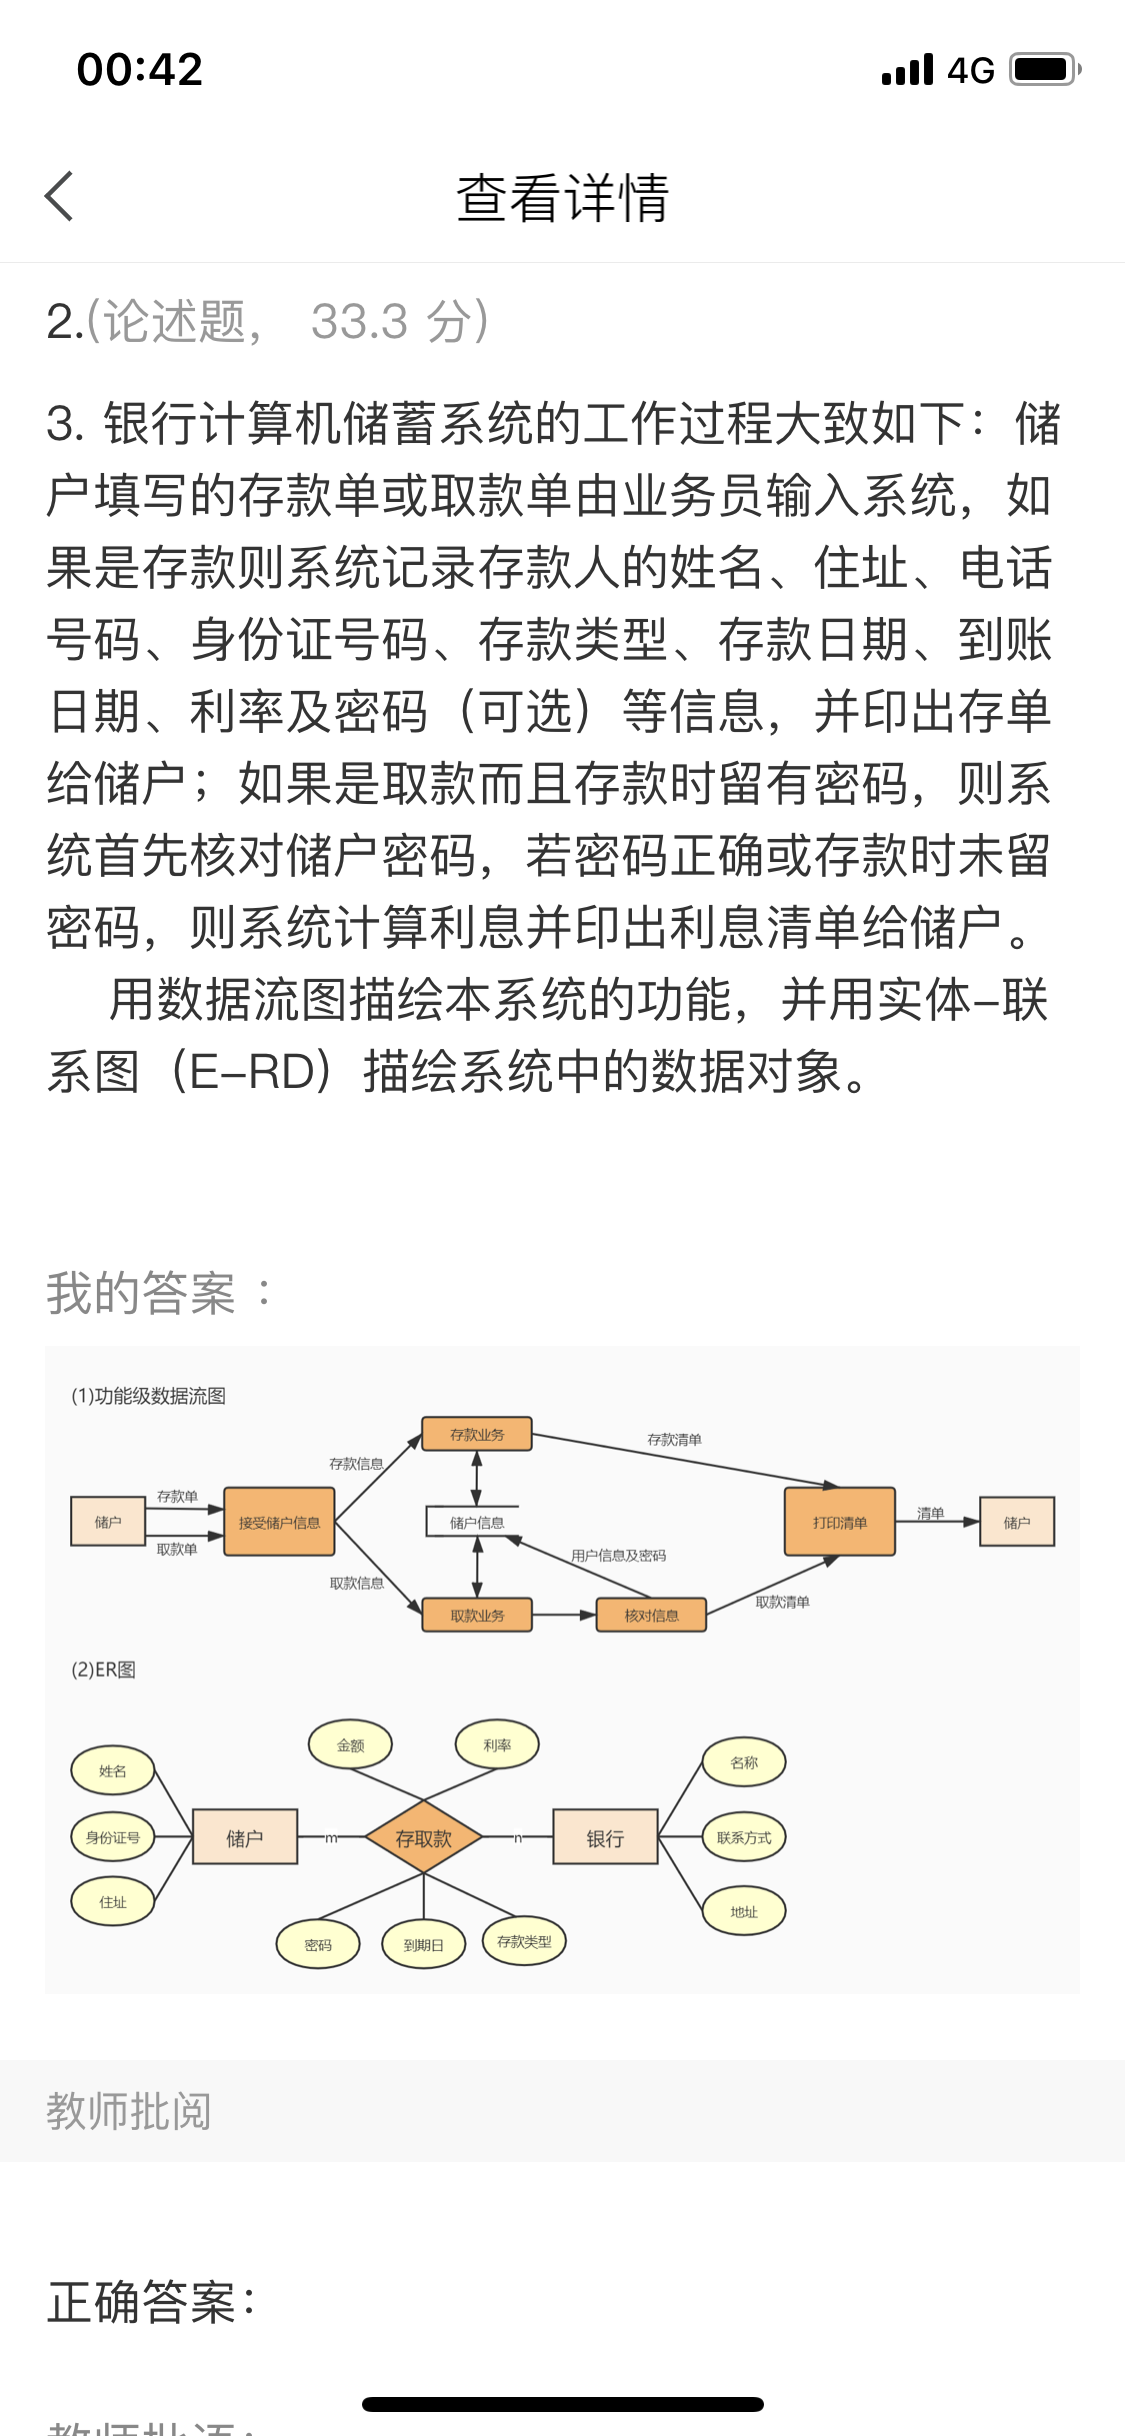 00:42
4G
查看详情
2.(论述题， 33.3 分)
3. 银行计算机储蓄系统的工作过程大致如下：储
户填写的存款单或取款单由业务员输入系统，如
果是存款则系统记录存款人的姓名、住址、电话
号码、身份证号码、存款类型、存款日期、到账
日期、利率及密码（可选）等信息，并印出存单
给储户；如果是取款而且存款时留有密码，则系
统首先核对储户密码，若密码正确或存款时未留
密码，则系统计算利息并印出利息清单给储户。
用数据流图描绘本系统的功能，并用实体–联
系图（E–RD）描绘系统中的数据对象。
我的答案：
(1)功能级数据流图
存款业务
存款清单
存款信息
存款单
储户
接受储户信息
储户信息
打印清单
清单
储户
取款单
用户信息及密码
取款信息
取款清单
取款业务
核对信息
(2)ER图
金额
利率
名称
姓名
身份证号
储户
m
存取款
n
银行
联系方式
住址
地址
密码
到期日
存款类型
教师批阅
正确答案：
教师批语：